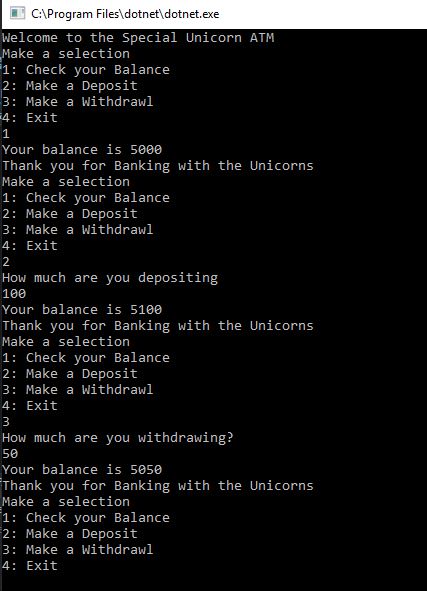 C:\Program Files\dotnet\dotnet.exe
Welcome to the Special Unicorn ATM
Make a selection
1: Check your Balance
2: Make a Deposit
3: Make a Withdrawl
4: Exit
1
Your balance is 5000
Thank you for Banking with the Unicorns
Make a selection
1: Check your Balance
2: Make a Deposit
3: Make a Withdrawl
4: Exit
2
How much are you depositing
100
Your balance is 5100
Thank you for Banking with the Unicorns
Make a selection
1: Check your Balance
2: Make a Deposit
3: Make a Withdrawl
4: Exit
3
How much are you withdrawing?
50
Your balance is 5050
Thank you for Banking with the Unicorns
Make a selection
1: Check your Balance
2: Make a Deposit
3: Make a Withdrawl
4: Exit